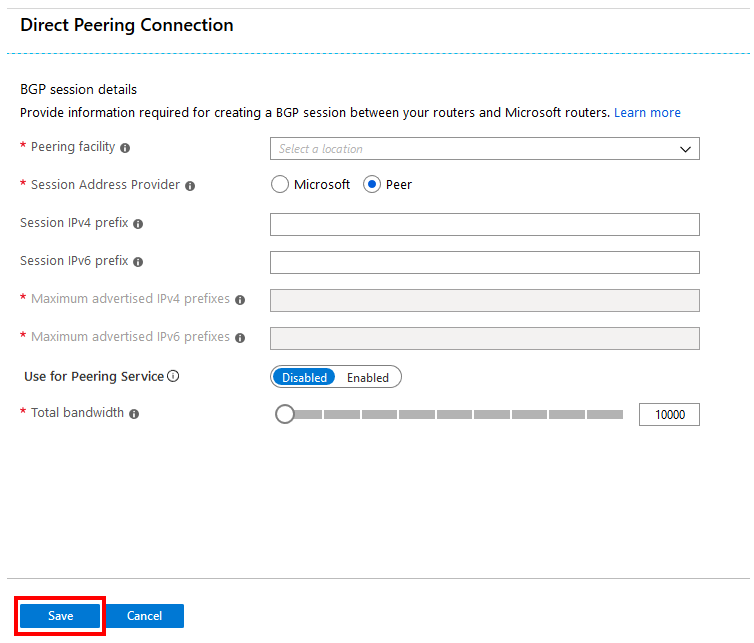 Direct Peering Connection
BGP session details
Provide information required for creating a BGP session between your routers and Microsoft routers. Learn more
* Peering facility
Select a location
* Session Address Provider
Microsoft
Peer
Session IPv4 prefix
Session IPv6 prefix
* Maximum advertised IPv4 prefixes
* Maximum advertised IPv6 prefixes
Use for Peering Service
Disabled
Enabled
* Total bandwidth
10000
Save
Cancel